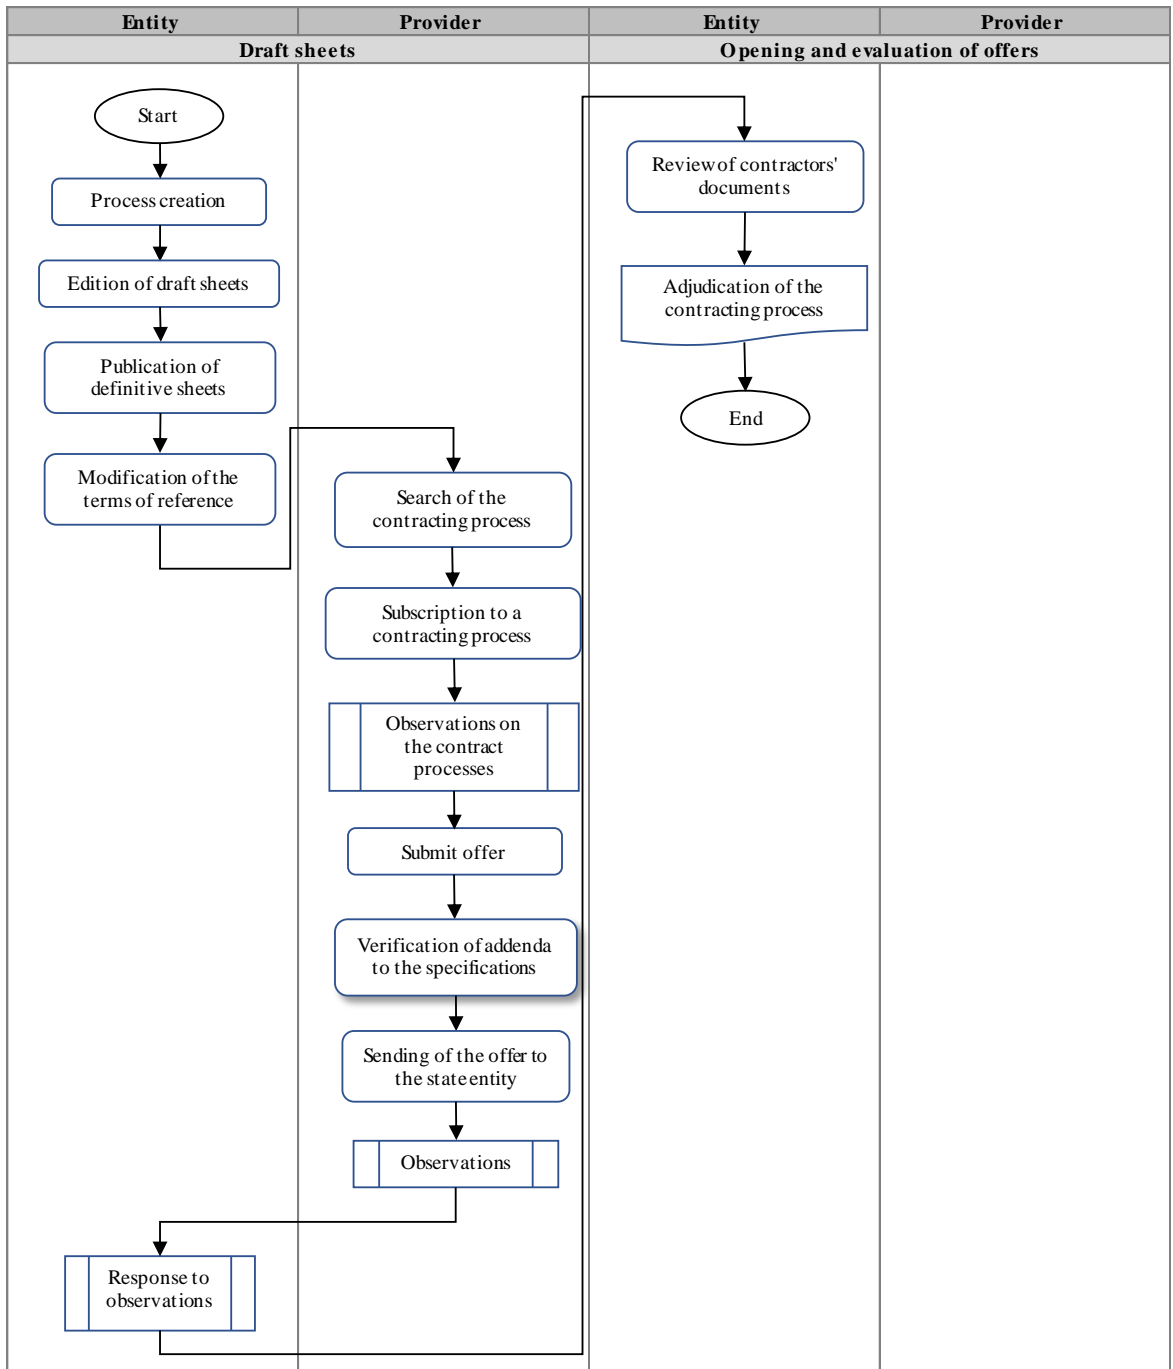 Entity
Provider
Entity
Provider
Draft sheets
Opening and evaluation of offers
Start
Process creation
Edition of draft sheets
Publication of
definitive sheets
Modification of the
terms of reference
Search of the
contracting process
Subscription to a
contracting process
Observations on
the contract
processes
Submit offer
Verification of addenda
to the specifications
Sending of the offer to
the state entity
Observations
Response to
observations
Review of contractors'
documents
Adjudication of the
contracting process
End